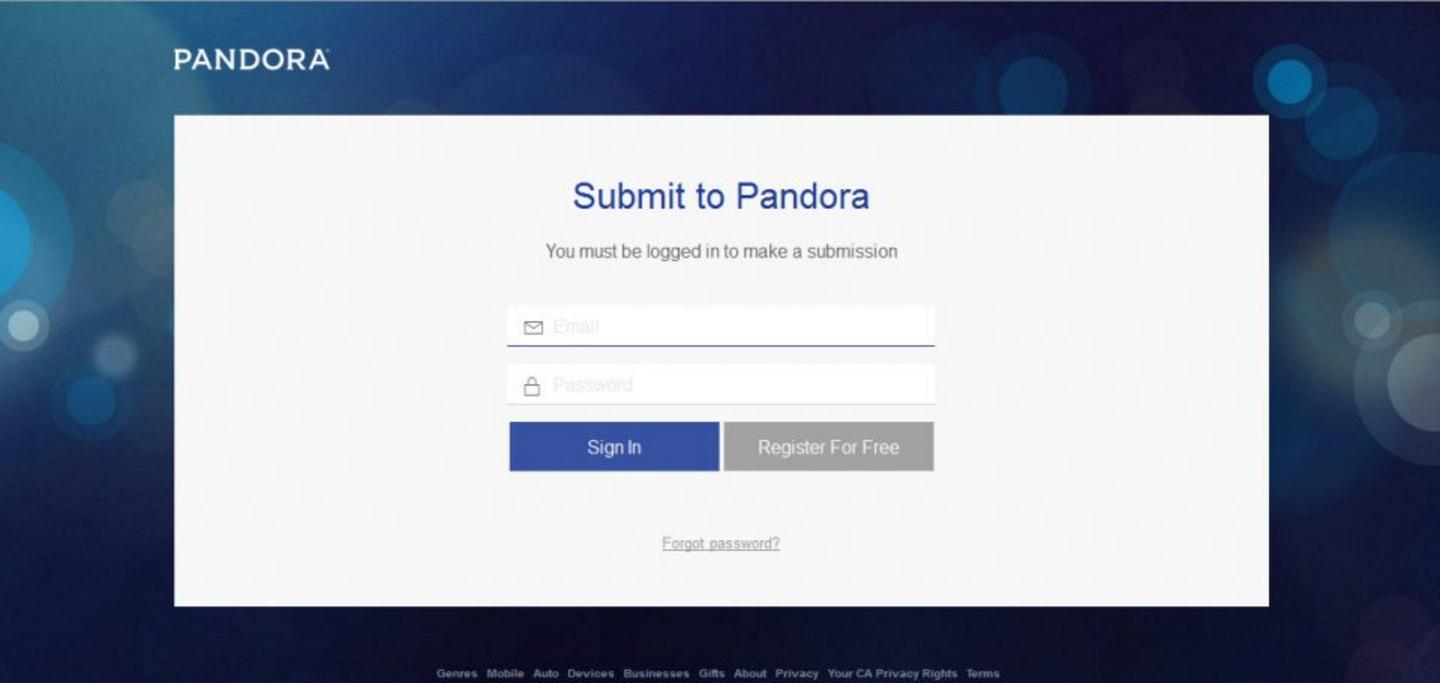 PANDORA
Submit to Pandora
You must be logged in to make a submission
Email
Password
Sign In Register For Free
Forgot password?
Genres Mobile Auto Devices Businesses Gifts About Privacy Your CA Privacy Rights Terms